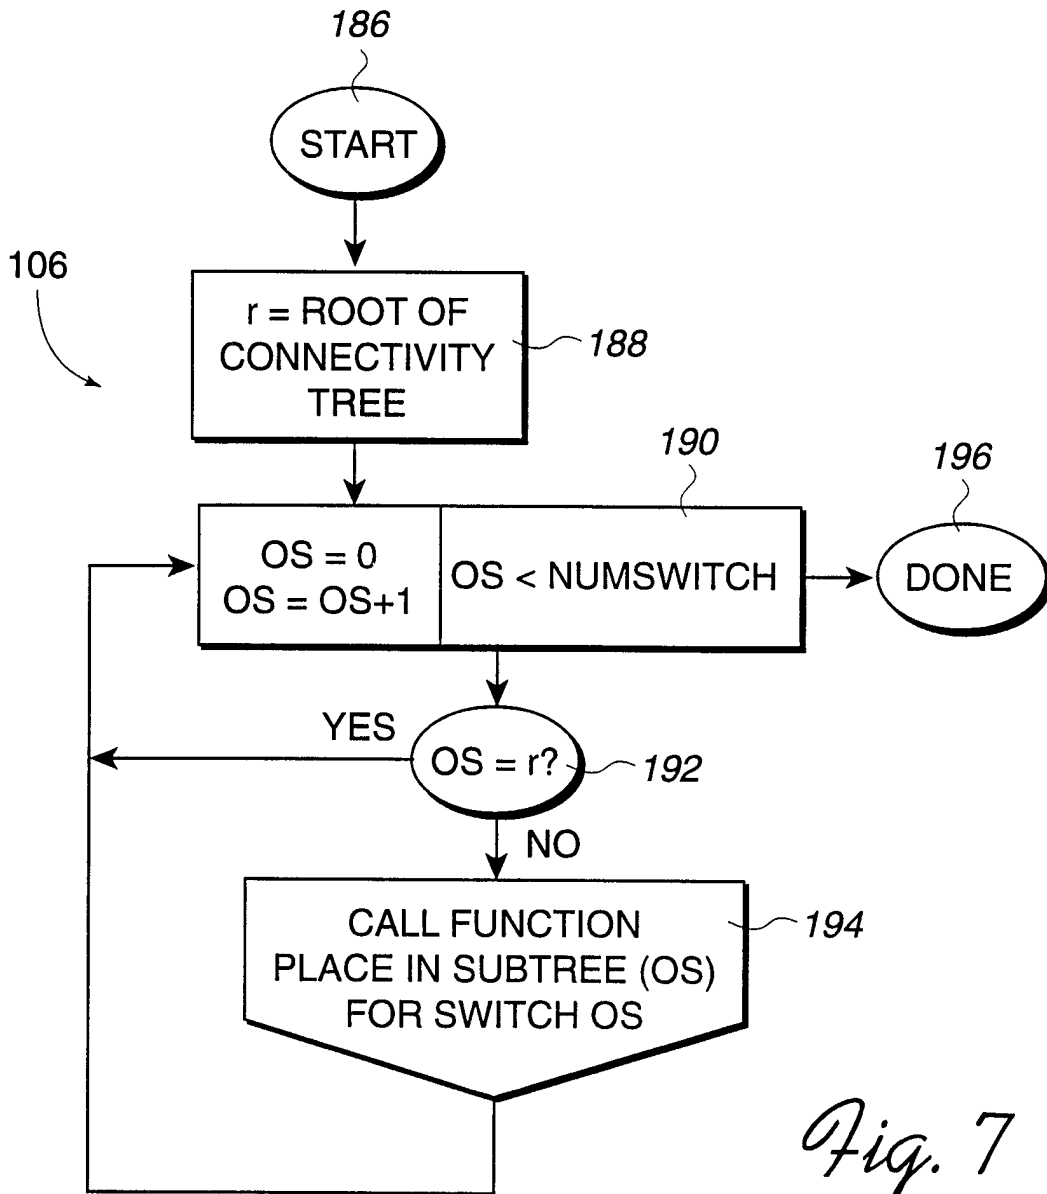 186
START
106
r = ROOT OF
CONNECTIVITY
TREE
188
190
196
OS = 0
OS = OS+1
OS < NUMSWITCH
DONE
YES
OS = r?
192
NO
CALL FUNCTION
PLACE IN SUBTREE (OS)
FOR SWITCH OS
194
Fig. 7